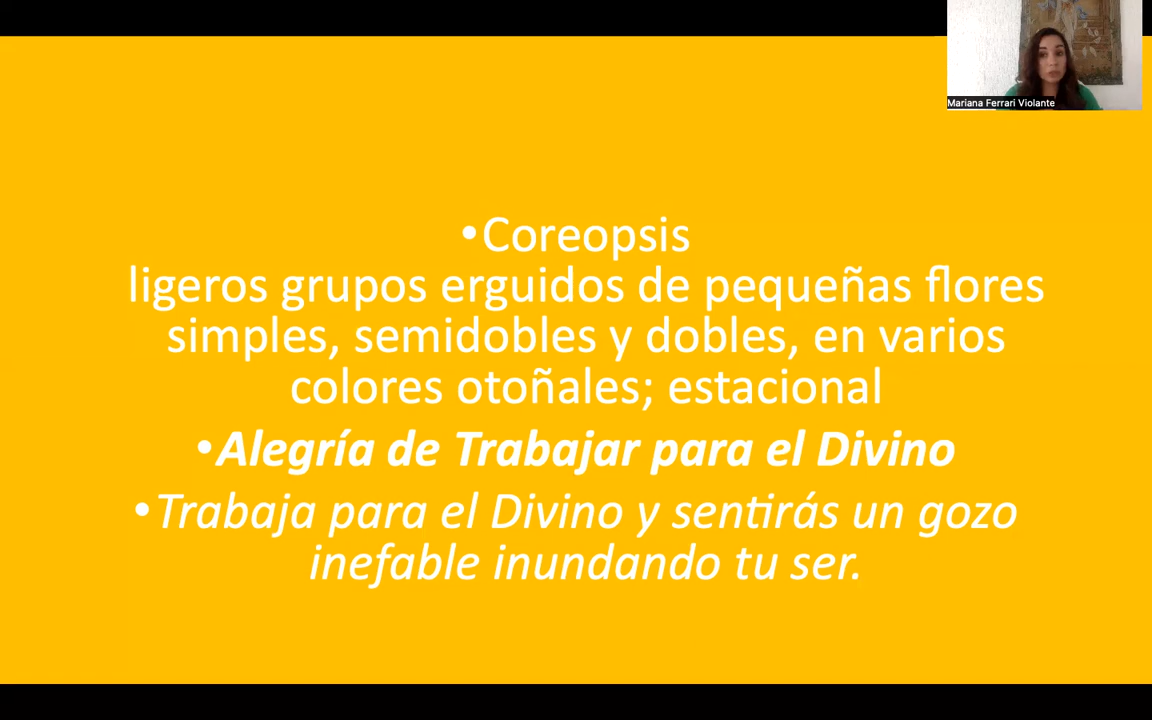 Mariana Ferrari Violante
•Coreopsis
ligeros grupos erguidos de pequeñas flores
simples, semidobles y dobles, en varios
colores otoñales; estacional
•Alegría de Trabajar para el Divino
•Trabaja para el Divino y sentirás un gozo
inefable inundando tu ser.